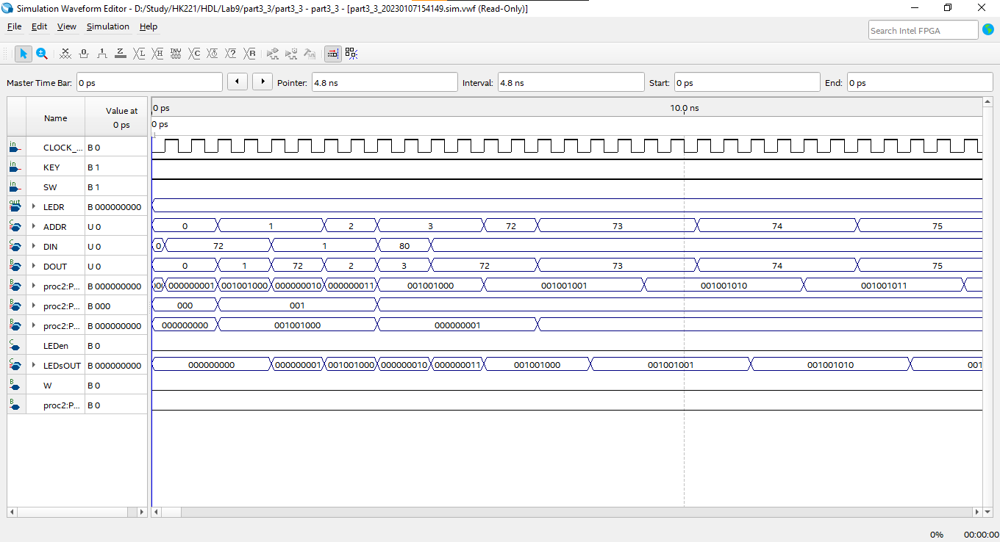 Simulation Waveform Editor - D:/Study/HK221/HDL/Lab9/part3_3/part3_3 - part3_3 - [part3_3_20230107154149.sim.vwf (Read-Only)]
File Edit View Simulation Help
Search Intel FPGA
Master Time Bar: 0 ps Pointer: 4.8 ns Interval: 4.8 ns Start: 0 ps End: 0 ps
Name Value at 0 ps
0 ps 10.0 ns
0 ps
CLOCK_... B 0
KEY B 1
SW B 1
LEDR B 000000000
ADDR U 0 0 1 2 3 72 73 74 75
DIN U 0 0 72 1 80
DOUT U 0 0 1 72 2 3 72 73 74 75
proc2:P... B 000000000 000000001 001001000 000000010 000000011 001001000 001001001 001001010 001001011
proc2:P... B 000 000 001
proc2:P... B 000000000 000000000 001001000 000000001
LEDen B 0
LEDsOUT B 000000000 000000000 000000001 001001000 000000010 000000011 001001000 001001001 001001010 001
W B 0
proc2:P... B 0
0% 00:00:00